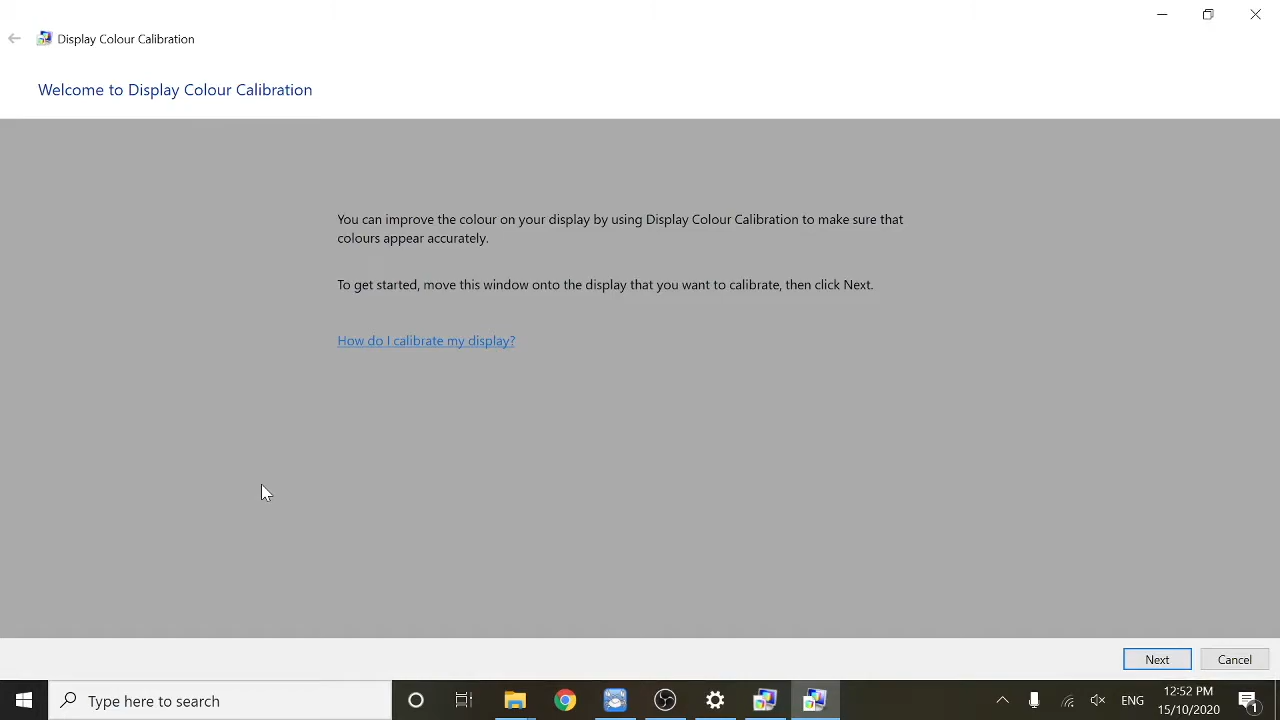 Display Colour Calibration
Welcome to Display Colour Calibration
You can improve the colour on your display by using Display Colour Calibration to make sure that
colours appear accurately.
To get started, move this window onto the display that you want to calibrate, then click Next.
How do I calibrate my display?
Next
Cancel
Type here to search
ENG
12:52 PM
15/10/2020
1